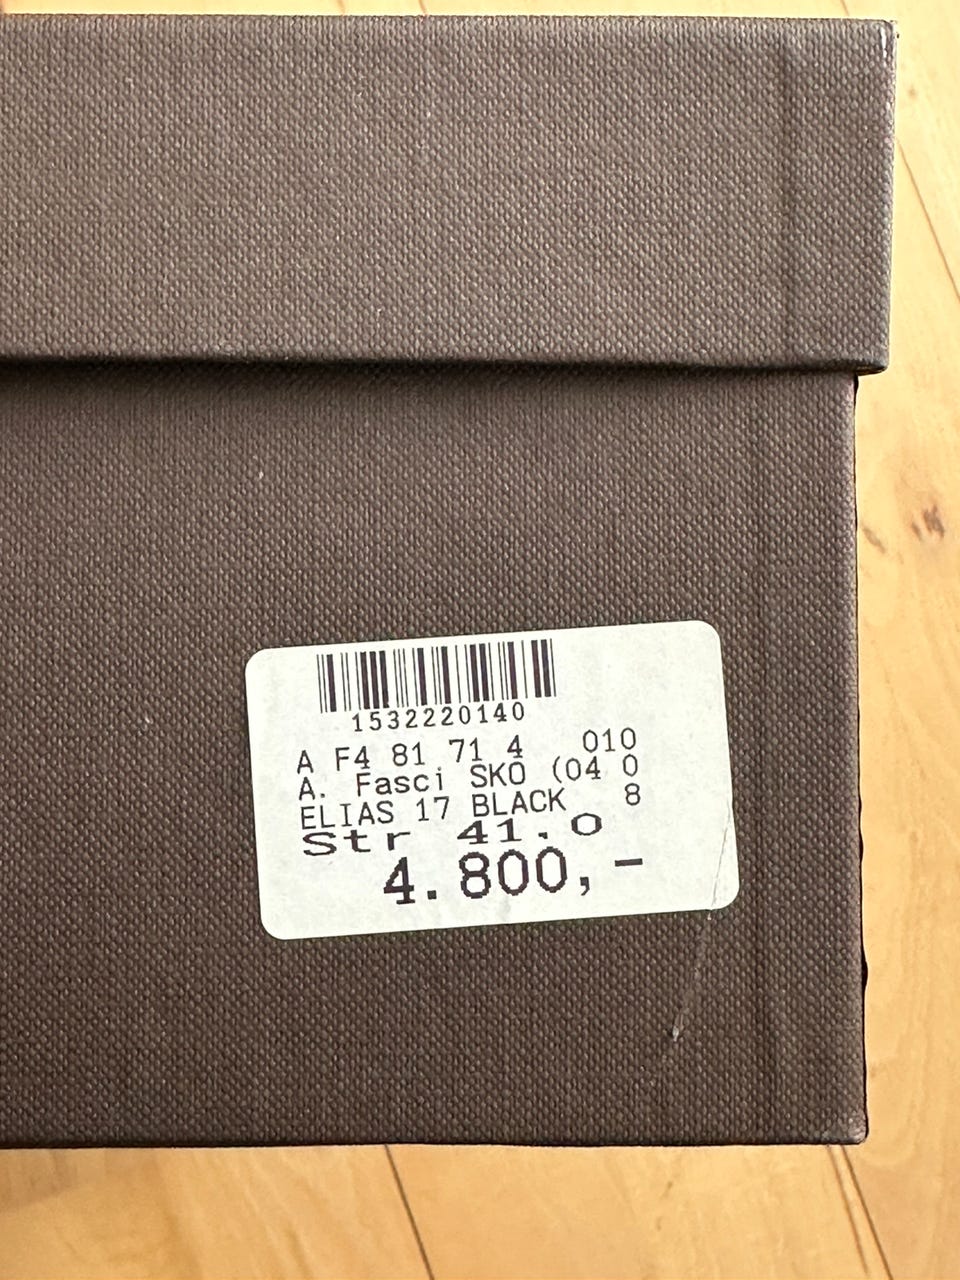 1532220140
A F4 81 71 4 010
A. Fasci SKO (04 0
ELIAS 17 BLACK 8
Str 41.0
4.800,-